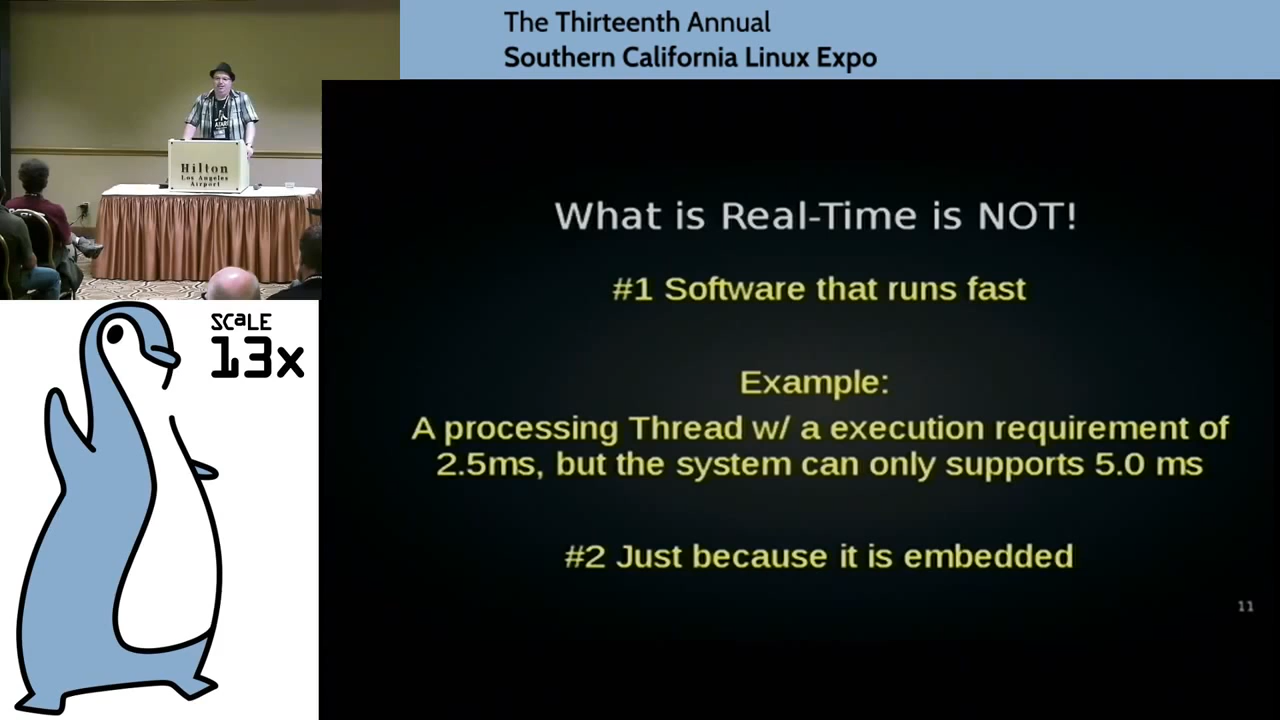 The Thirteenth Annual
Southern California Linux Expo
Hilton
Los Angeles
Airport
ATARI
SCaLE
13x
What is Real-Time is NOT!
#1 Software that runs fast
Example:
A processing Thread w/ a execution requirement of
2.5ms, but the system can only supports 5.0 ms
#2 Just because it is embedded
11